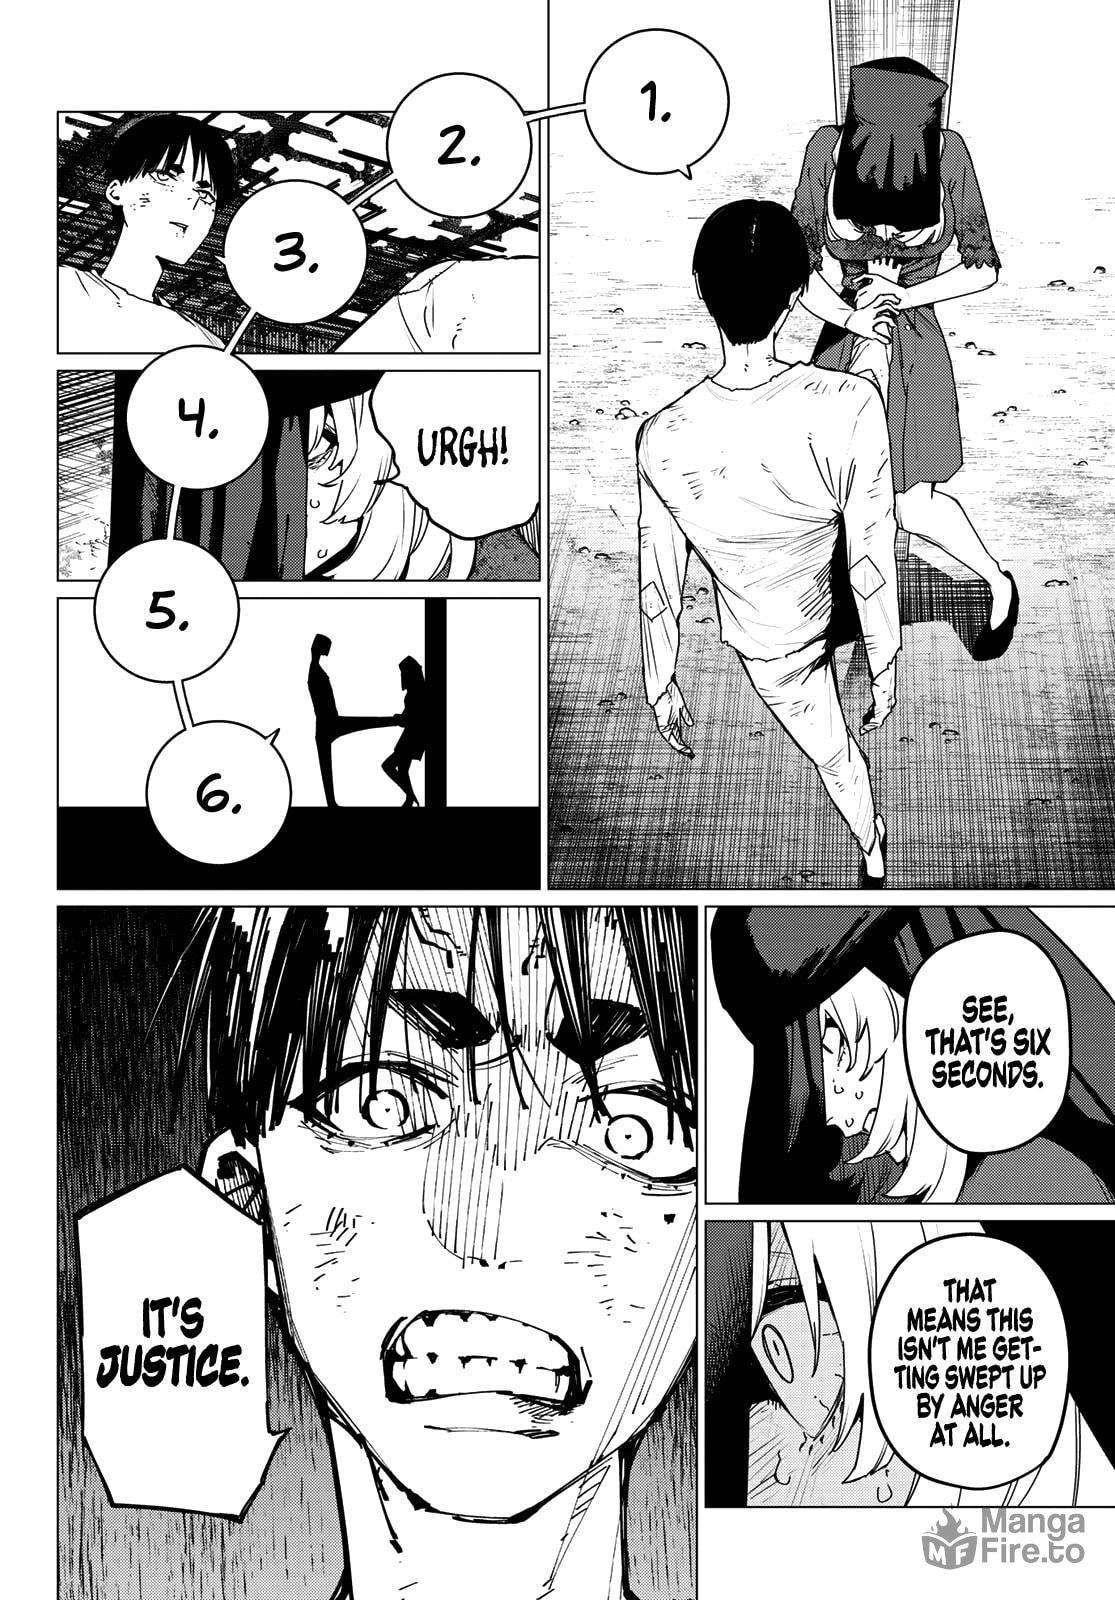 1.
2.
3.
4.
URGH!
5.
6.
SEE,
THAT'S SIX
SECONDS.
THAT
MEANS THIS
ISN'T ME GET-
TING SWEPT UP
BY ANGER
AT ALL.
IT'S
JUSTICE.
Manga
Fire.to
MF